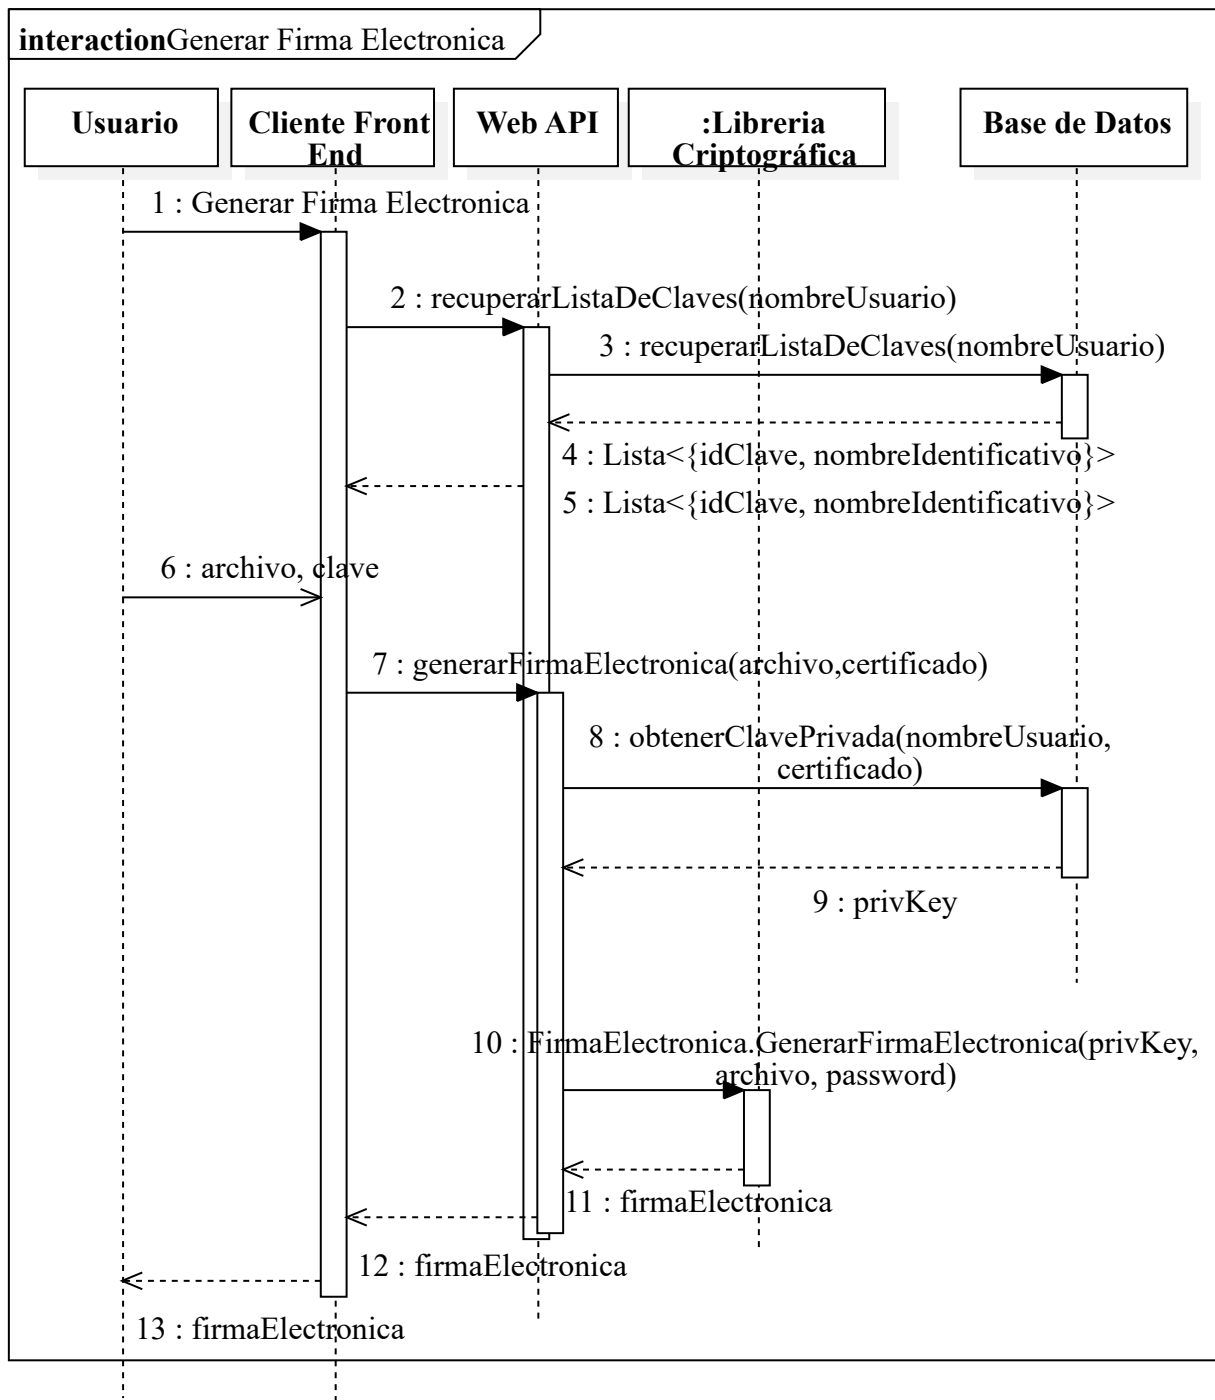 interactionGenerar Firma Electronica
Usuario
Cliente Front
End
Web API
:Libreria
Criptográfica
Base de Datos
1 : Generar Firma Electronica
2 : recuperarListaDeClaves(nombreUsuario)
3 : recuperarListaDeClaves(nombreUsuario)
4 : Lista<{idClave, nombreIdentificativo}>
5 : Lista<{idClave, nombreIdentificativo}>
6 : archivo, clave
7 : generarFirmaElectronica(archivo,certificado)
8 : obtenerClavePrivada(nombreUsuario,
certificado)
9 : privKey
10 : FirmaElectronica.GenerarFirmaElectronica(privKey,
archivo, password)
11 : firmaElectronica
12 : firmaElectronica
13 : firmaElectronica